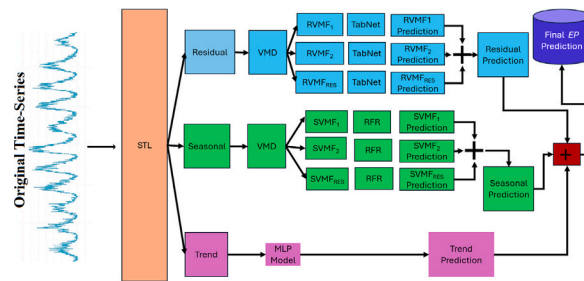 Original Time-Series
STL
Residual
VMD
RVMF1
TabNet
RVMF1
Prediction
RVMF2
TabNet
RVMF2
Prediction
RVMFRES
TabNet
RVMFRES
Prediction
Residual
Prediction
Final EP
Prediction
Seasonal
VMD
SVMF1
RFR
SVMF1
Prediction
SVMF2
RFR
SVMF2
Prediction
SVMFRES
RFR
SVMFRES
Prediction
Seasonal
Prediction
Trend
MLP
Model
Trend
Prediction